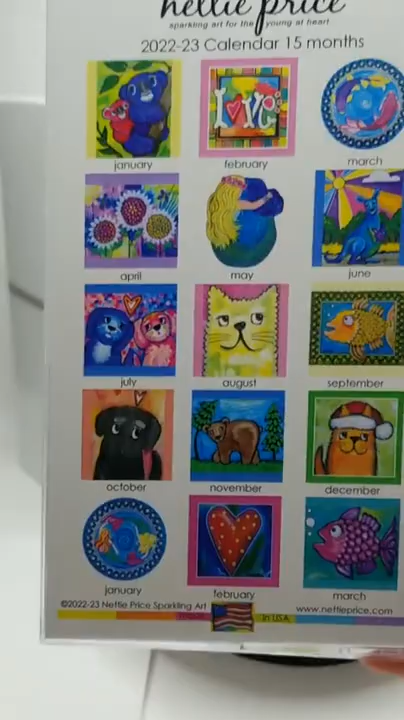 nettie price
sparkling art for the young at heart
2022-23 Calendar 15 months
LOVE
january february march
april may june
july august september
october november december
january february march
©2022-23 Nettie Price Sparkling Art www.nettieprice.com
in U.S.A.